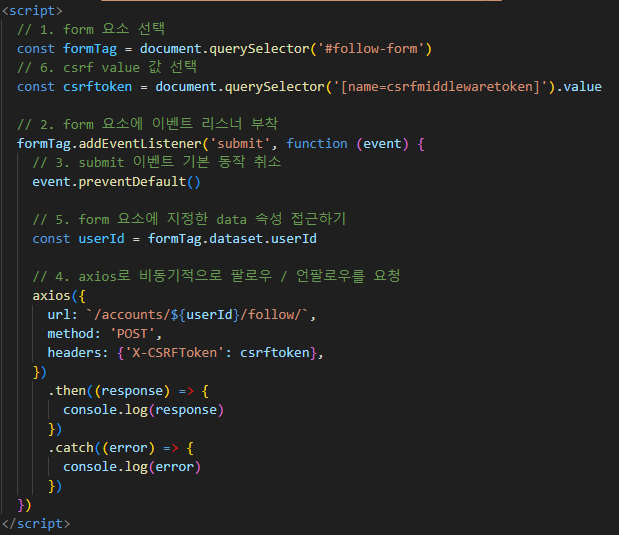 <script>
  // 1. form 요소 선택
  const formTag = document.querySelector('#follow-form')
  // 6. csrf value 값 선택
  const csrftoken = document.querySelector('[name=csrfmiddlewaretoken]').value

  // 2. form 요소에 이벤트 리스너 부착
  formTag.addEventListener('submit', function (event) {
    // 3. submit 이벤트 기본 동작 취소
    event.preventDefault()

    // 5. form 요소에 지정한 data 속성 접근하기
    const userId = formTag.dataset.userId

    // 4. axios로 비동기적으로 팔로우 / 언팔로우를 요청
    axios({
      url: `/accounts/${userId}/follow/`,
      method: 'POST',
      headers: {'X-CSRFToken': csrftoken},
    })
      .then((response) => {
        console.log(response)
      })
      .catch((error) => {
        console.log(error)
      })
  })
</script>